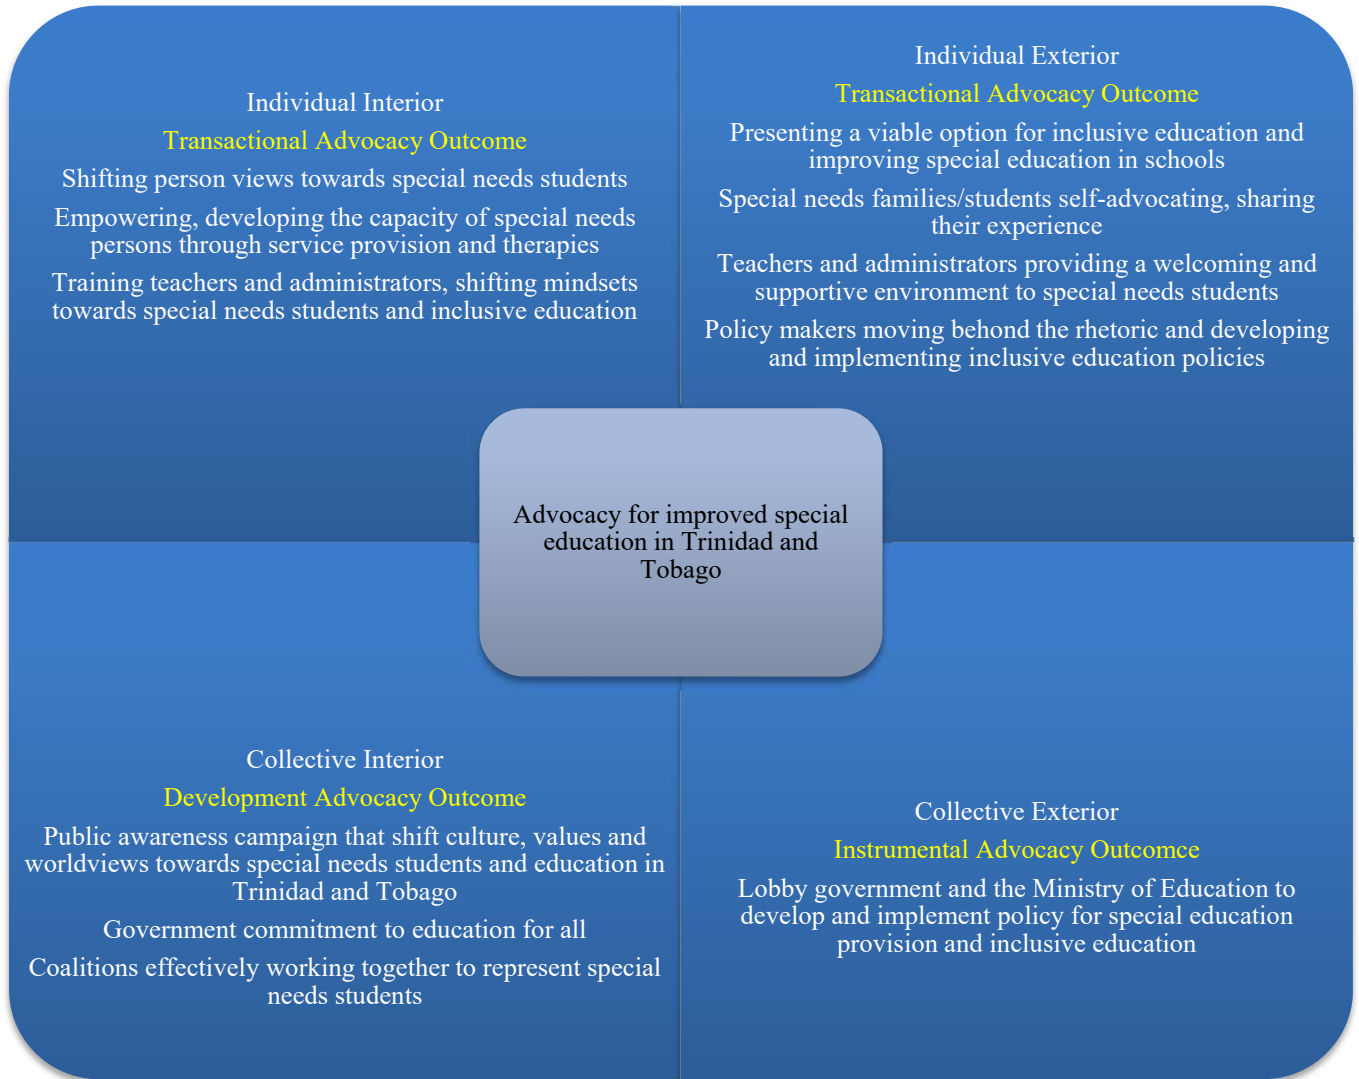 Individual Interior
Transactional Advocacy Outcome
Shifting person views towards special needs students
Empowering, developing the capacity of special needs
persons through service provision and therapies
Training teachers and administrators, shifting mindsets
towards special needs students and inclusive education
Individual Exterior
Transactional Advocacy Outcome
Presenting a viable option for inclusive education and
improving special education in schools
Special needs families/students self-advocating, sharing
their experience
Teachers and administrators providing a welcoming and
supportive environment to special needs students
Policy makers moving behond the rhetoric and developing
and implementing inclusive education policies
Advocacy for improved special
education in Trinidad and
Tobago
Collective Interior
Development Advocacy Outcome
Public awareness campaign that shift culture, values and
worldviews towards special needs students and education in
Trinidad and Tobago
Government commitment to education for all
Coalitions effectively working together to represent special
needs students
Collective Exterior
Instrumental Advocacy Outcomce
Lobby government and the Ministry of Education to
develop and implement policy for special education
provision and inclusive education